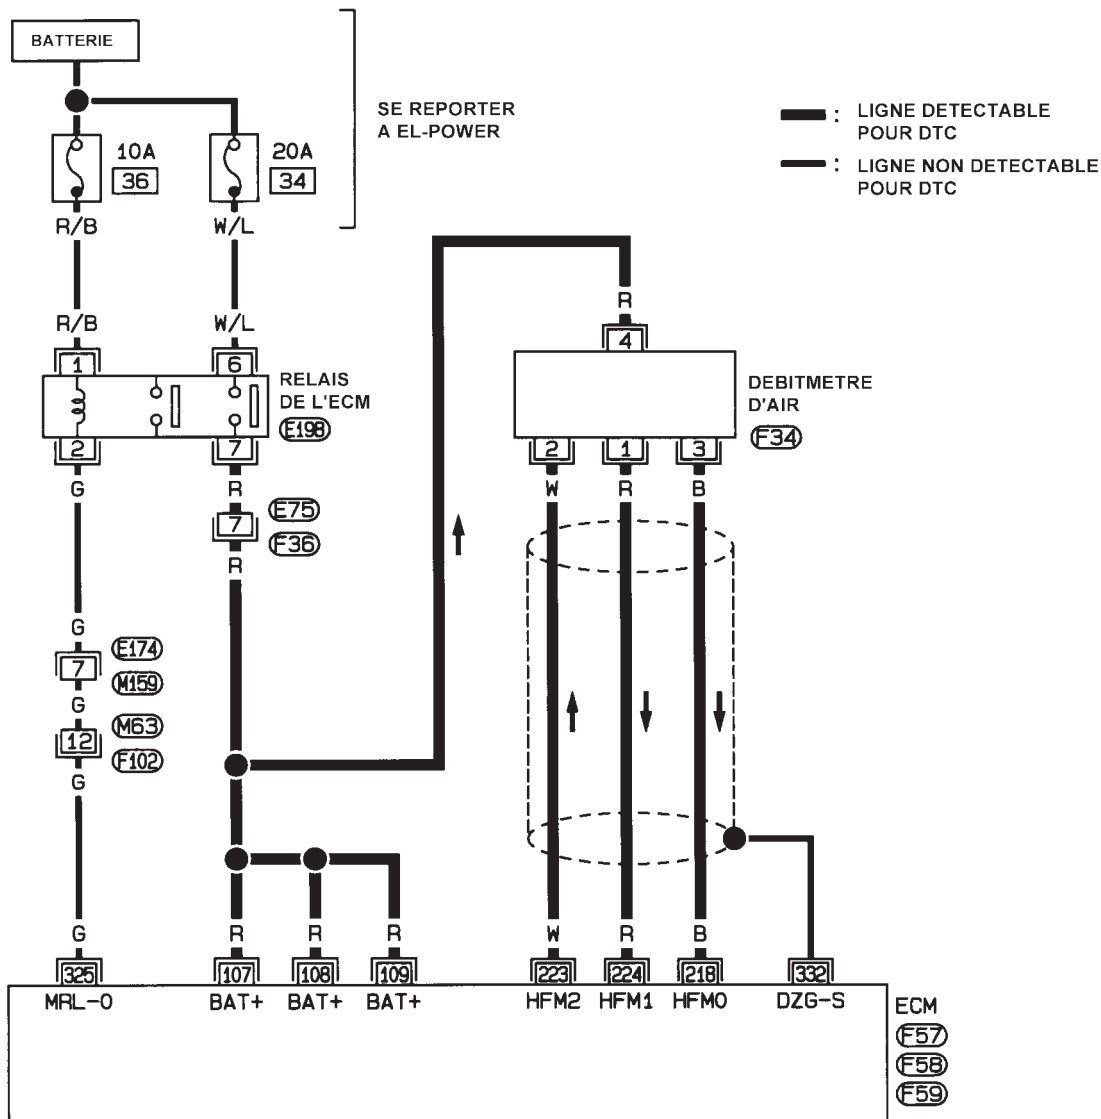 BATTERIE
SE REPORTER
A EL-POWER
: LIGNE DETECTABLE
POUR DTC
: LIGNE NON DETECTABLE
POUR DTC
10A
36
20A
34
R/B
W/L
R/B
W/L
1
6
RELAIS
DE L'ECM
E198
2
7
R
4
DEBITMETRE
D'AIR
F34
2
1
3
G
R
W
R
B
7
E75
F36
R
G
7
E174
M159
G
12
M63
F102
G
G
R
R
R
W
R
B
325
107
108
109
223
224
218
332
MRL-O
BAT+
BAT+
BAT+
HFM2
HFM1
HFM0
DZG-S
ECM
F57
F58
F59